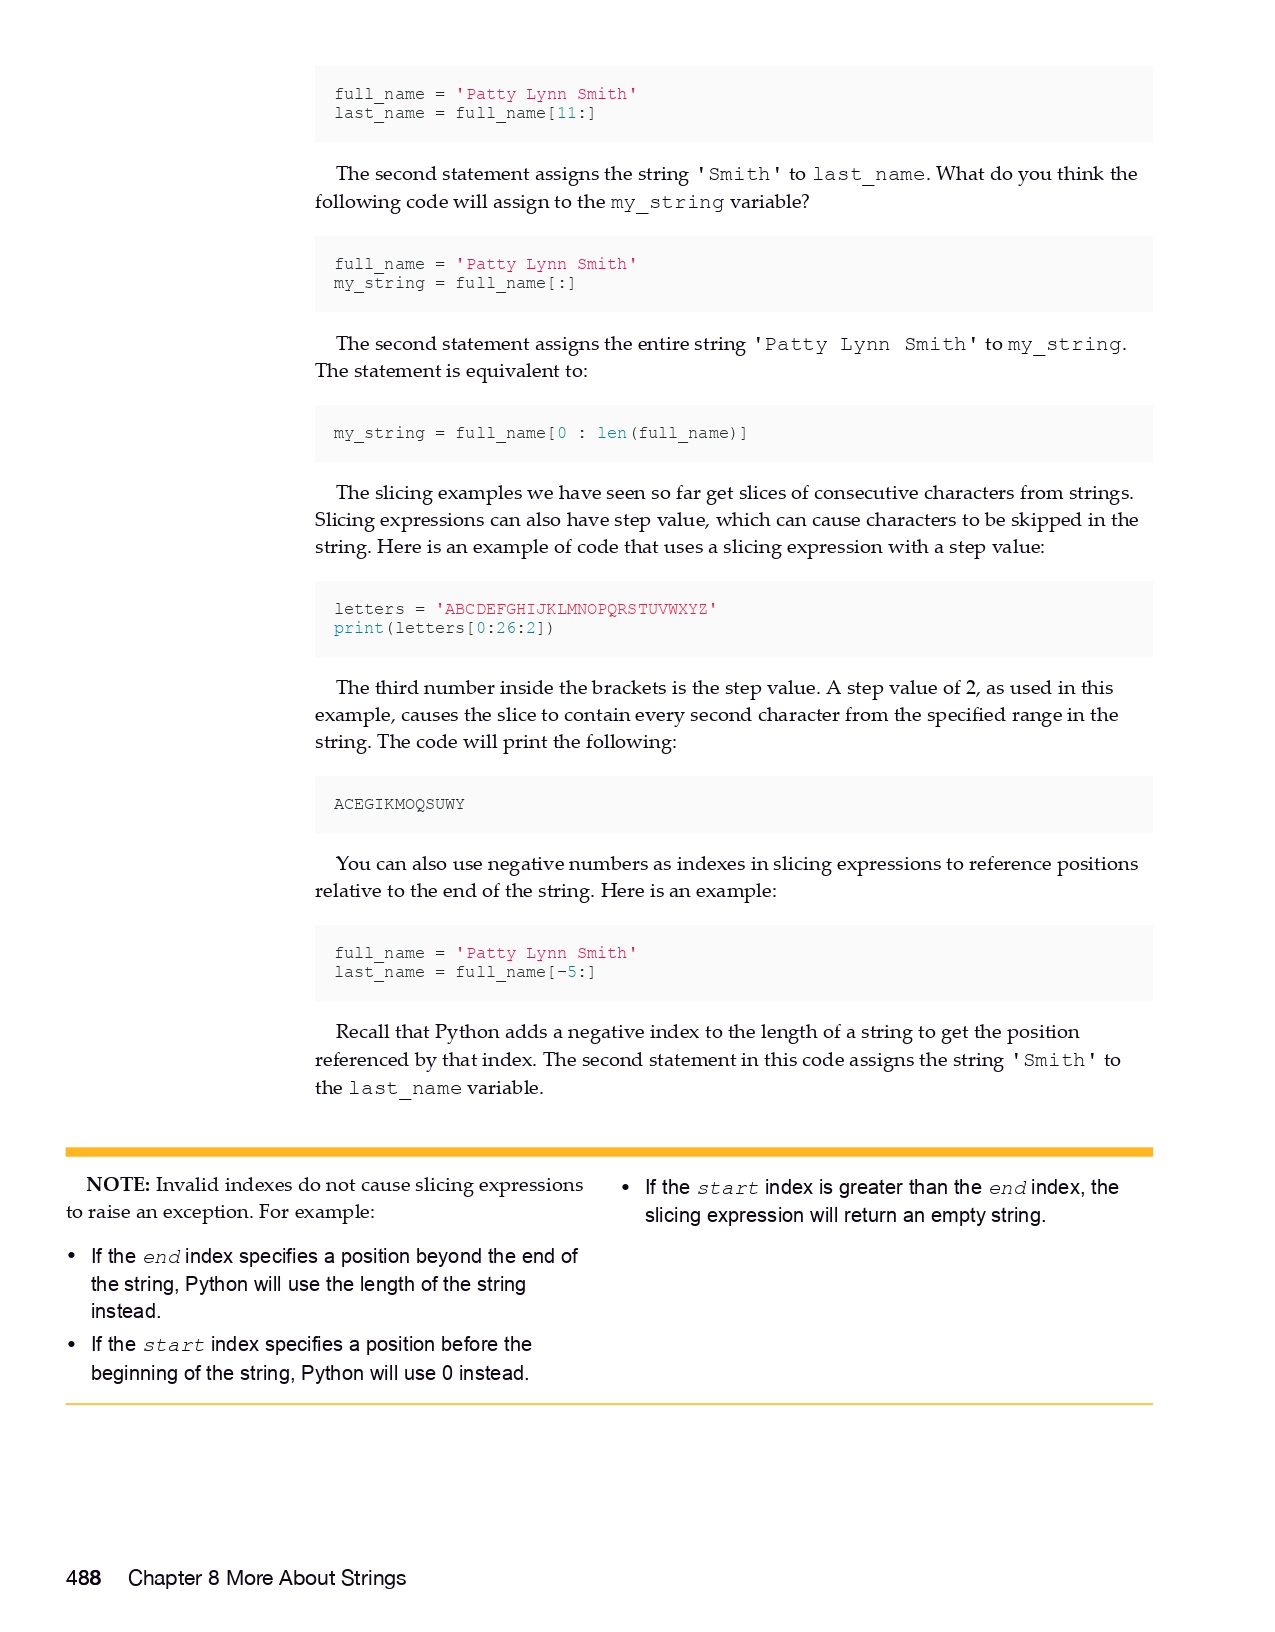 full_name = 'Patty Lynn Smith'
last_name = full_name[11:]
The second statement assigns the string 'Smith' to last_name. What do you think the
following code will assign to the my_string variable?
full_name = 'Patty Lynn Smith'
my_string = full_name[:]
The second statement assigns the entire string 'Patty Lynn Smith' to my_string.
The statement is equivalent to:
my_string = full_name[0 : len(full_name)]
The slicing examples we have seen so far get slices of consecutive characters from strings.
Slicing expressions can also have step value, which can cause characters to be skipped in the
string. Here is an example of code that uses a slicing expression with a step value:
letters = 'ABCDEFGHIJKLMNOPQRSTUVWXYZ'
print(letters[0:26:2])
The third number inside the brackets is the step value. A step value of 2, as used in this
example, causes the slice to contain every second character from the specified range in the
string. The code will print the following:
ACEGIKMOQSUWY
You can also use negative numbers as indexes in slicing expressions to reference positions
relative to the end of the string. Here is an example:
full_name = 'Patty Lynn Smith'
last_name = full_name[−5:]
Recall that Python adds a negative index to the length of a string to get the position
referenced by that index. The second statement in this code assigns the string 'Smith' to
the last_name variable.
NOTE: Invalid indexes do not cause slicing expressions
to raise an exception. For example:
• If the end index specifies a position beyond the end of
the string, Python will use the length of the string
instead.
• If the start index specifies a position before the
beginning of the string, Python will use 0 instead.
• If the start index is greater than the end index, the
slicing expression will return an empty string.
488 Chapter 8 More About Strings